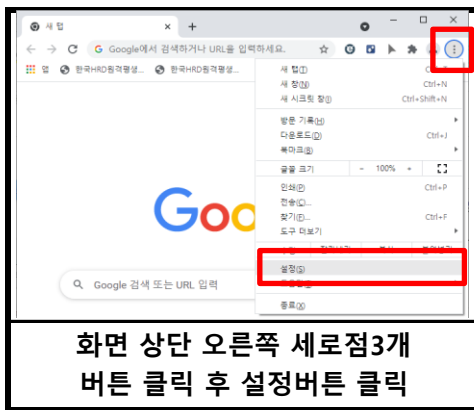 새 탭
Google에서 검색하거나 URL을 입력하세요.
앱 한국HRD원격평생... 한국HRD원격평생...
새 탭(T)
새 창(N) Ctrl+N
새 시크릿 창(I) Ctrl+Shift+N
방문 기록(H)
다운로드(D) Ctrl+J
북마크(B)
글꼴 크기 - 100% +
인쇄(P) Ctrl+P
전송(C)...
찾기(F)... Ctrl+F
도구 더보기
설정(S)
종료(X)
Goo
Google 검색 또는 URL 입력
화면 상단 오른쪽 세로점3개
버튼 클릭 후 설정버튼 클릭